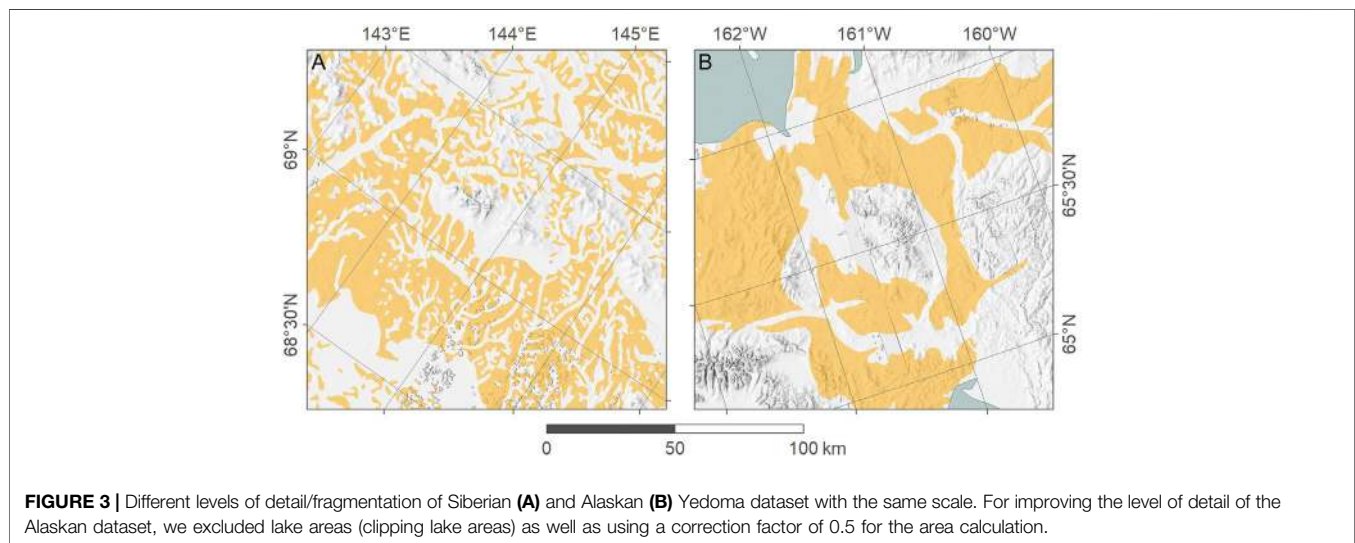 143°E 144°E 145°E 162°W 161°W 160°W
A B
69°N
68°30'N
65°30'N
65°N
0 50 100 km
FIGURE 3 | Different levels of detail/fragmentation of Siberian (A) and Alaskan (B) Yedoma dataset with the same scale. For improving the level of detail of the
Alaskan dataset, we excluded lake areas (clipping lake areas) as well as using a correction factor of 0.5 for the area calculation.